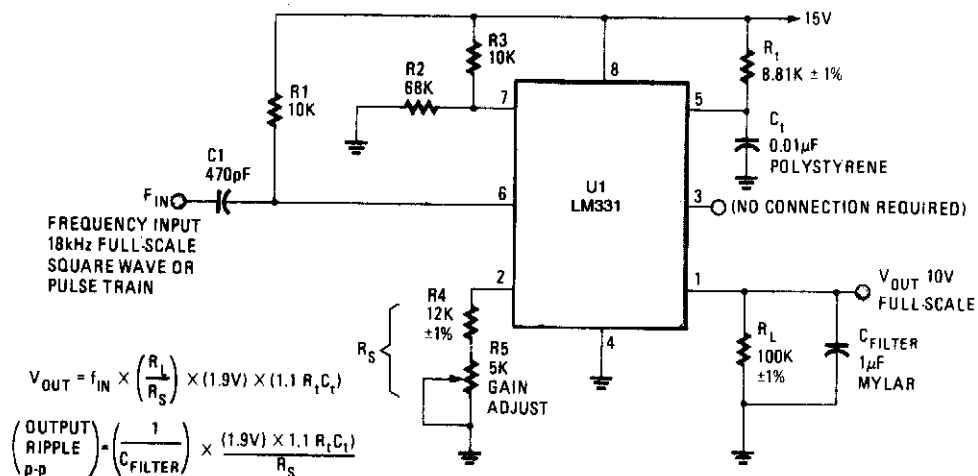 15V
R3
10K
R2
68K
R1
10K
8
7
5
Rt
8.81K ± 1%
Ct
0.01µF
POLYSTYRENE
C1
470pF
FIN
FREQUENCY INPUT
18kHz FULL-SCALE
SQUARE WAVE OR
PULSE TRAIN
6
U1
LM331
3
(NO CONNECTION REQUIRED)
2
1
4
VOUT 10V
FULL-SCALE
RS
R4
12K
±1%
R5
5K
GAIN
ADJUST
RL
100K
±1%
CFILTER
1µF
MYLAR
VOUT = fIN × (RL/RS) × (1.9V) × (1.1 RtCt)
(OUTPUT RIPPLE p-p) = (1/CFILTER) × (1.9V) × 1.1 RtCt)/RS